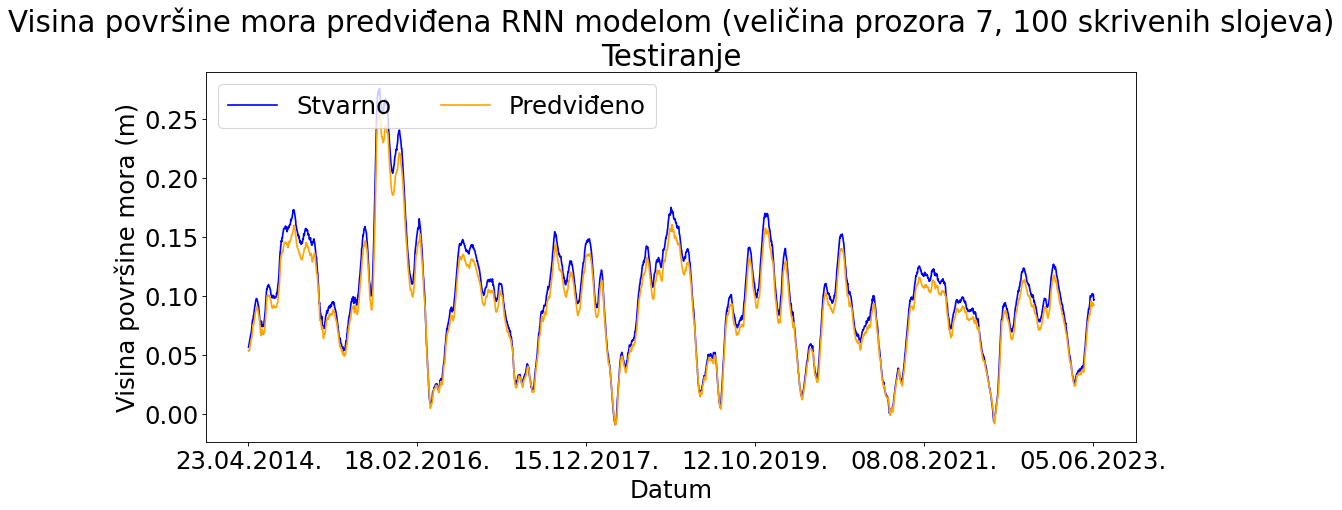 Visina površine mora predviđena RNN modelom (veličina prozora 7, 100 skrivenih slojeva)
Testiranje
Stvarno
Predviđeno
Visina površine mora (m)
0.25
0.20
0.15
0.10
0.05
0.00
23.04.2014.
18.02.2016.
15.12.2017.
12.10.2019.
08.08.2021.
05.06.2023.
Datum